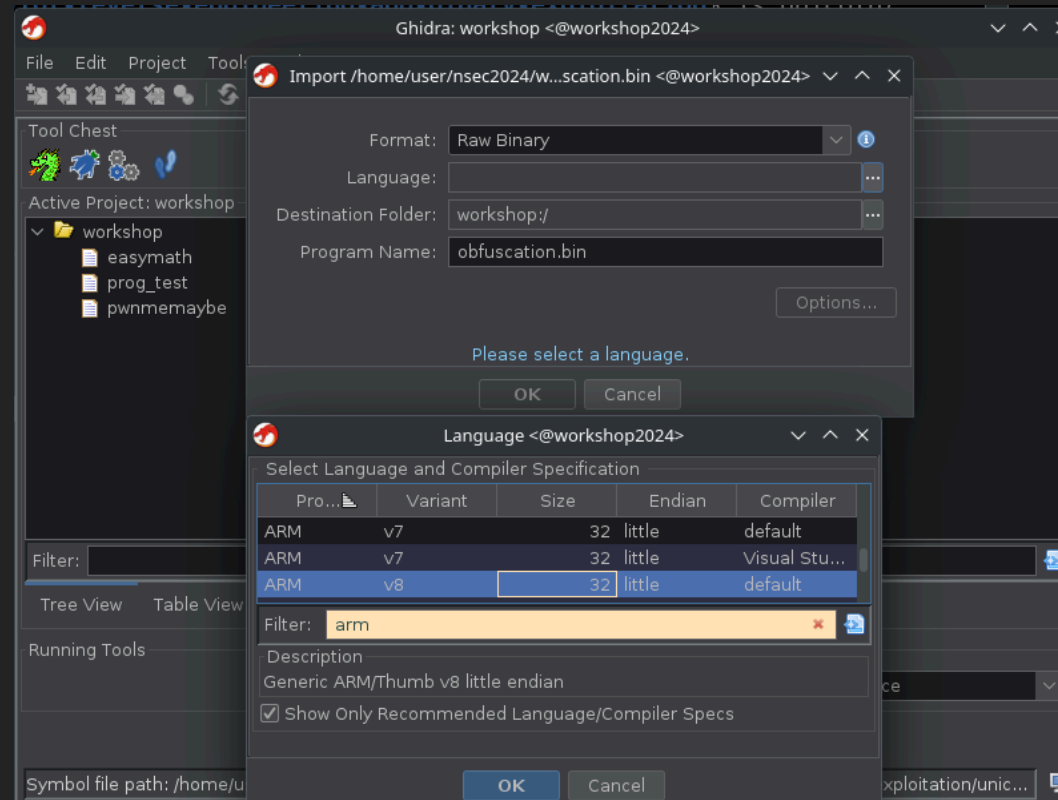 Ghidra: workshop <@workshop2024>
File Edit Project Tools
Import /home/user/nsec2024/w...scation.bin <@workshop2024>
Tool Chest
Format: Raw Binary
Language:
Active Project: workshop
Destination Folder: workshop:/
workshop
Program Name: obfuscation.bin
easymath
prog_test
pwnmemaybe
Options...
Please select a language.
OK Cancel
Language <@workshop2024>
Select Language and Compiler Specification
Pro... Variant Size Endian Compiler
ARM v7 32 little default
ARM v7 32 little Visual Stu...
ARM v8 32 little default
Filter:
Tree View Table View
Filter: arm
Running Tools
Description
Generic ARM/Thumb v8 little endian
ce
Show Only Recommended Language/Compiler Specs
Symbol file path: /home/u
xploitation/unic...
OK Cancel